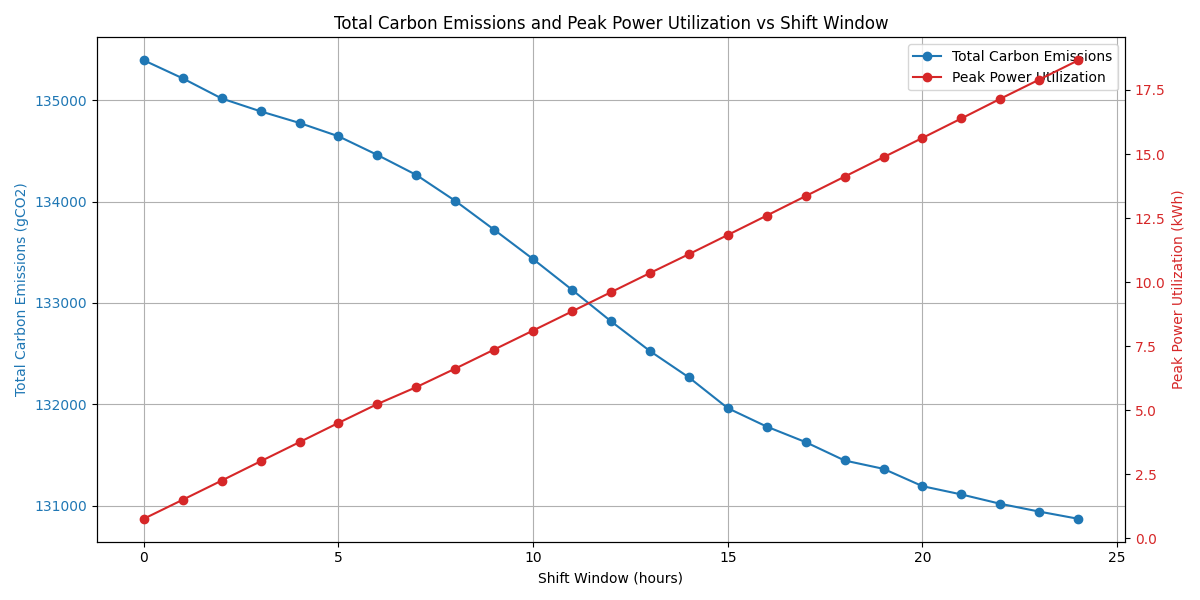 Total Carbon Emissions and Peak Power Utilization vs Shift Window
Total Carbon Emissions
Peak Power Utilization
Total Carbon Emissions (gCO2)
135000
134000
133000
132000
131000
17.5
15.0
12.5
10.0
7.5
5.0
2.5
0.0
Peak Power Utilization (kWh)
0 5 10 15 20 25
Shift Window (hours)